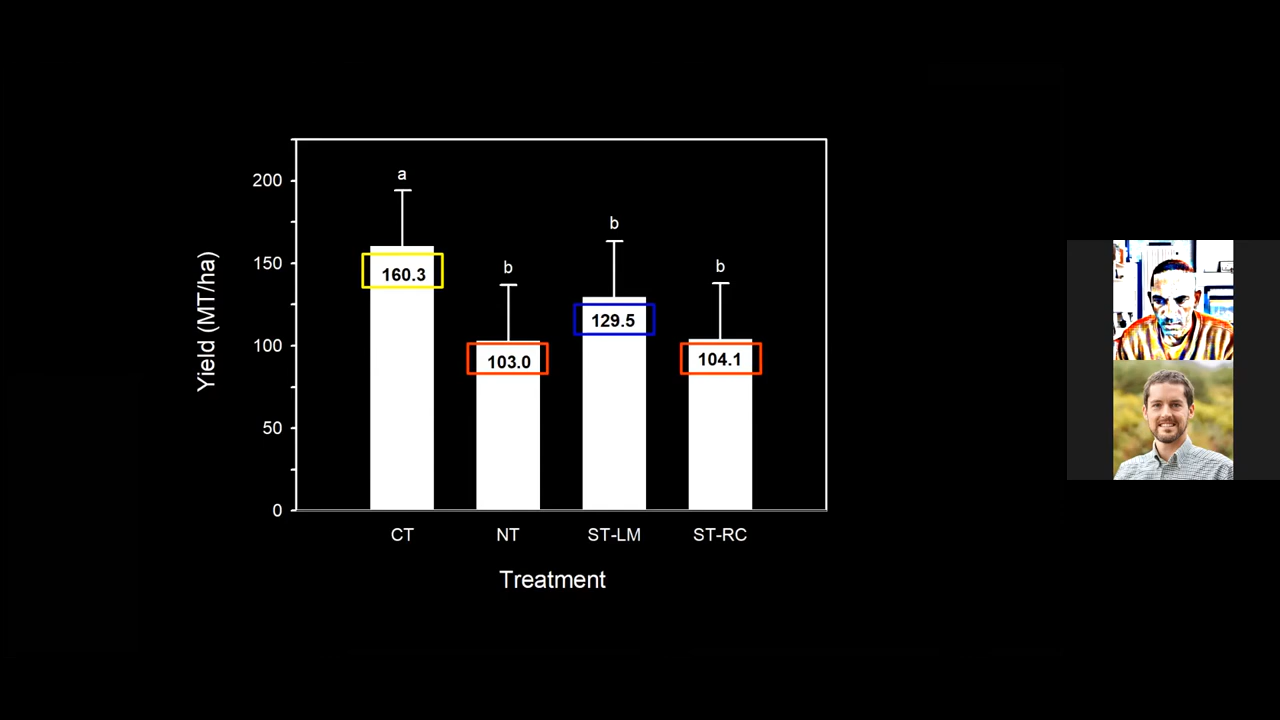 200
150
100
50
0
Yield (MT/ha)
a
b
b
b
160.3
103.0
129.5
104.1
CT NT ST-LM ST-RC
Treatment